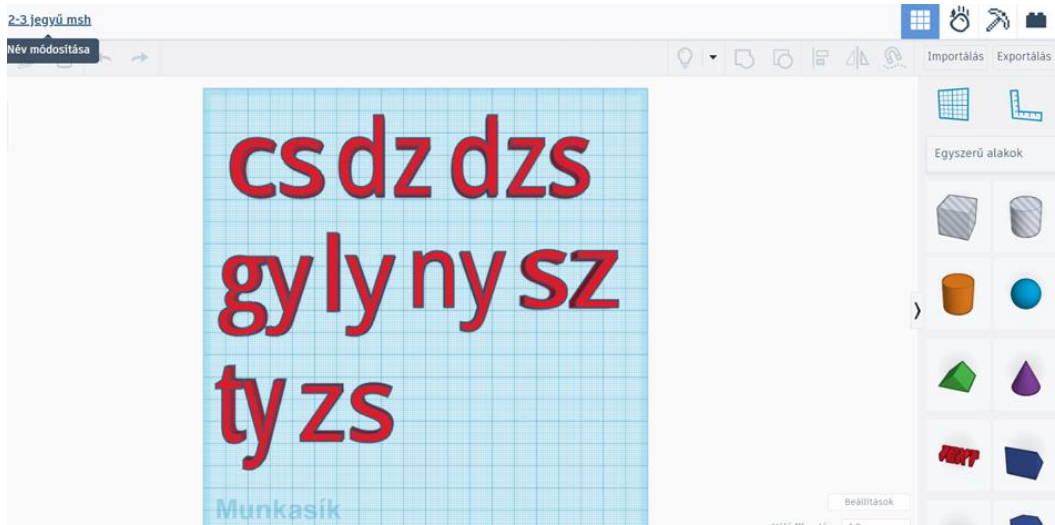 2-3 jegyű msh
Név módosítása
Importálás Exportálás
Egyszerű alakok
cs dz dzs
gy ly ny sz
ty zs
TEXT
Munkasík
Beállítások